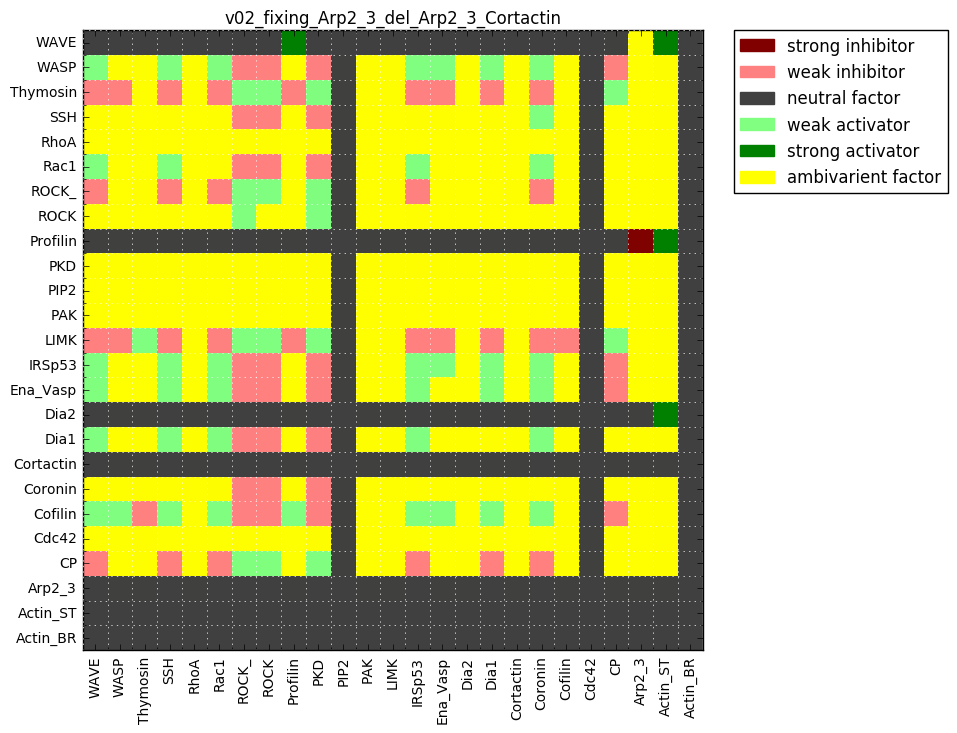 v02_fixing_Arp2_3_del_Arp2_3_Cortactin
WAVE
WASP
Thymosin
SSH
RhoA
Rac1
ROCK_
ROCK
Profilin
PKD
PIP2
PAK
LIMK
IRSp53
Ena_Vasp
Dia2
Dia1
Cortactin
Coronin
Cofilin
Cdc42
CP
Arp2_3
Actin_ST
Actin_BR
WAVE
WASP
Thymosin
SSH
RhoA
Rac1
ROCK_
ROCK
Profilin
PKD
PIP2
PAK
LIMK
IRSp53
Ena_Vasp
Dia2
Dia1
Cortactin
Coronin
Cofilin
Cdc42
CP
Arp2_3
Actin_ST
Actin_BR
strong inhibitor
weak inhibitor
neutral factor
weak activator
strong activator
ambivarient factor